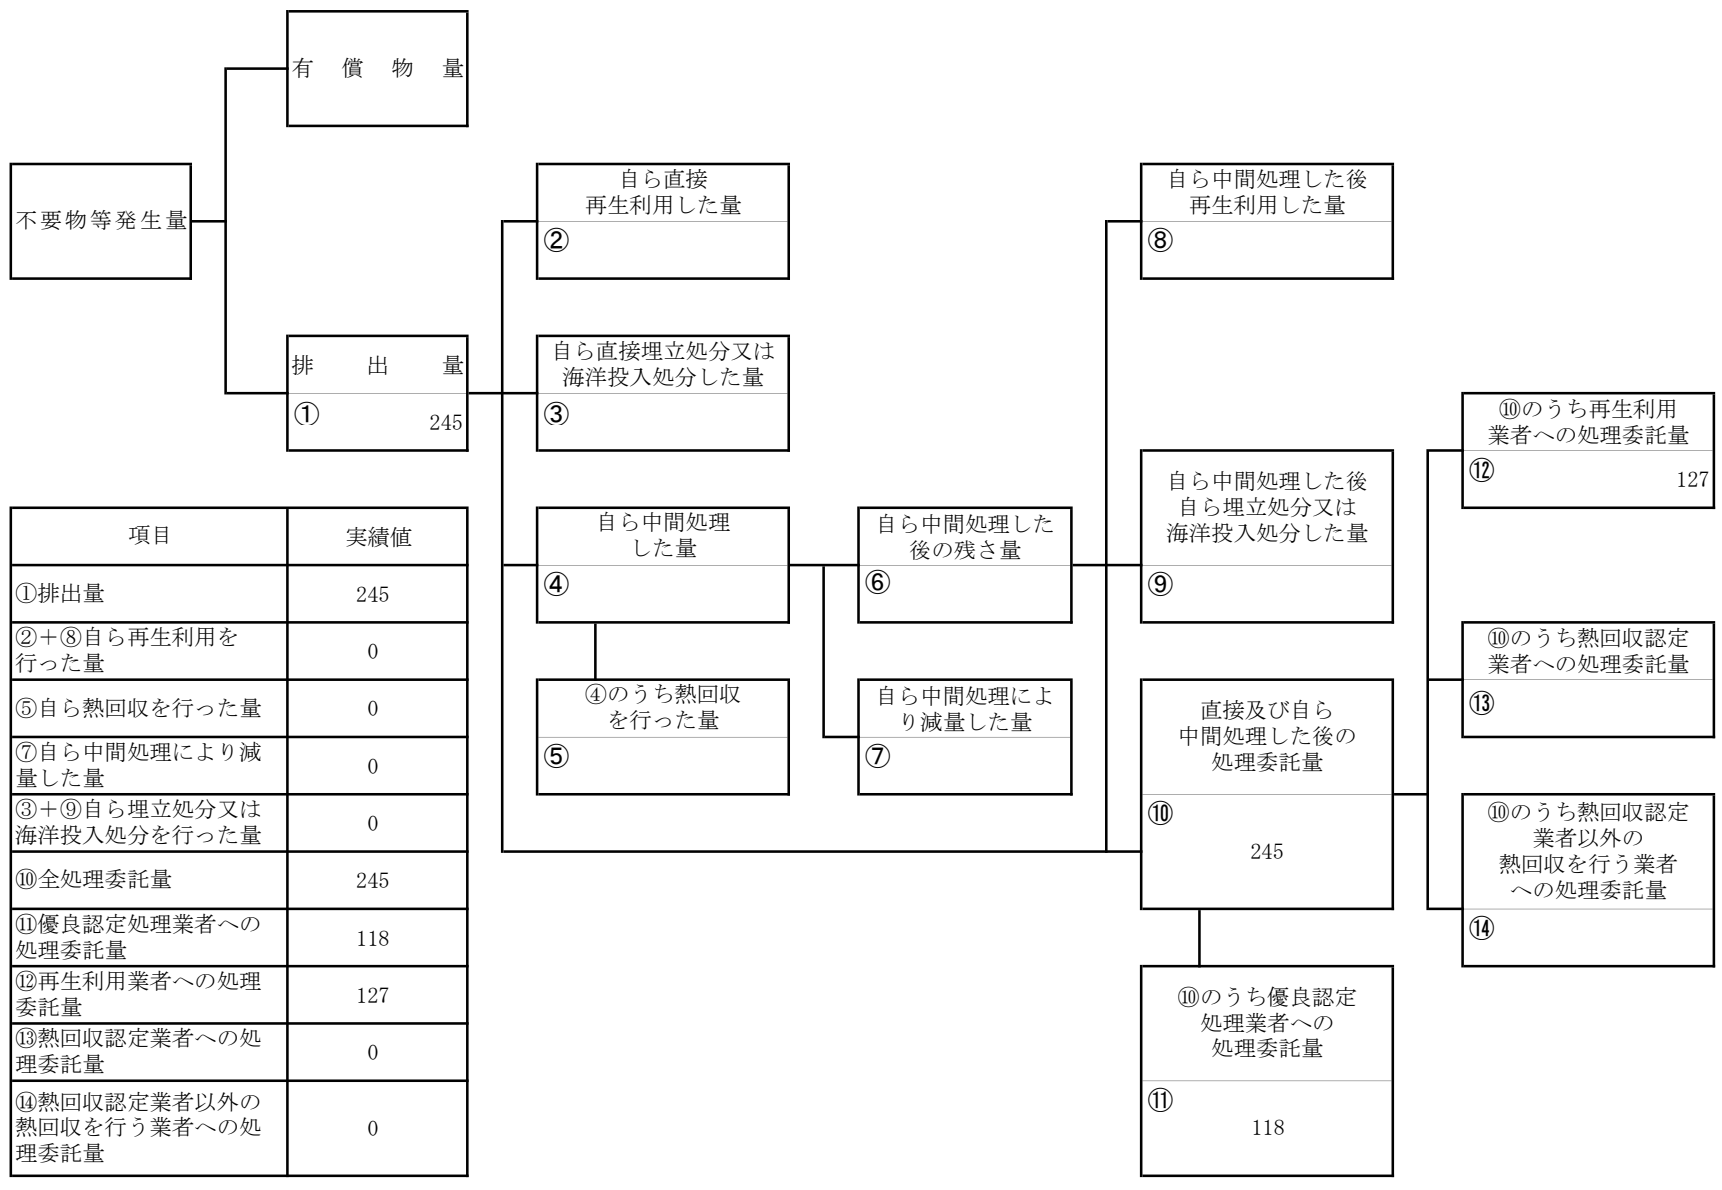 有償物量
不要物等発生量
排出量
①
245
自ら直接
再生利用した量
②
自ら直接埋立処分又は
海洋投入処分した量
③
自ら中間処理
した量
④
④のうち熱回収
を行った量
⑤
自ら中間処理した
後の残さ量
⑥
自ら中間処理によ
り減量した量
⑦
自ら中間処理した後
再生利用した量
⑧
自ら中間処理した後
自ら埋立処分又は
海洋投入処分した量
⑨
直接及び自ら
中間処理した後の
処理委託量
⑩
245
⑩のうち優良認定
処理業者への
処理委託量
⑪
118
⑩のうち再生利用
業者への処理委託量
⑫
127
⑩のうち熱回収認定
業者への処理委託量
⑬
⑩のうち熱回収認定
業者以外の
熱回収を行う業者
への処理委託量
⑭
項目 実績値
①排出量 245
②+⑧自ら再生利用を
行った量 0
⑤自ら熱回収を行った量 0
⑦自ら中間処理により減
量した量 0
③+⑨自ら埋立処分又は
海洋投入処分を行った量 0
⑩全処理委託量 245
⑪優良認定処理業者への
処理委託量 118
⑫再生利用業者への処理
委託量 127
⑬熱回収認定業者への処
理委託量 0
⑭熱回収認定業者以外の
熱回収を行う業者への処
理委託量 0